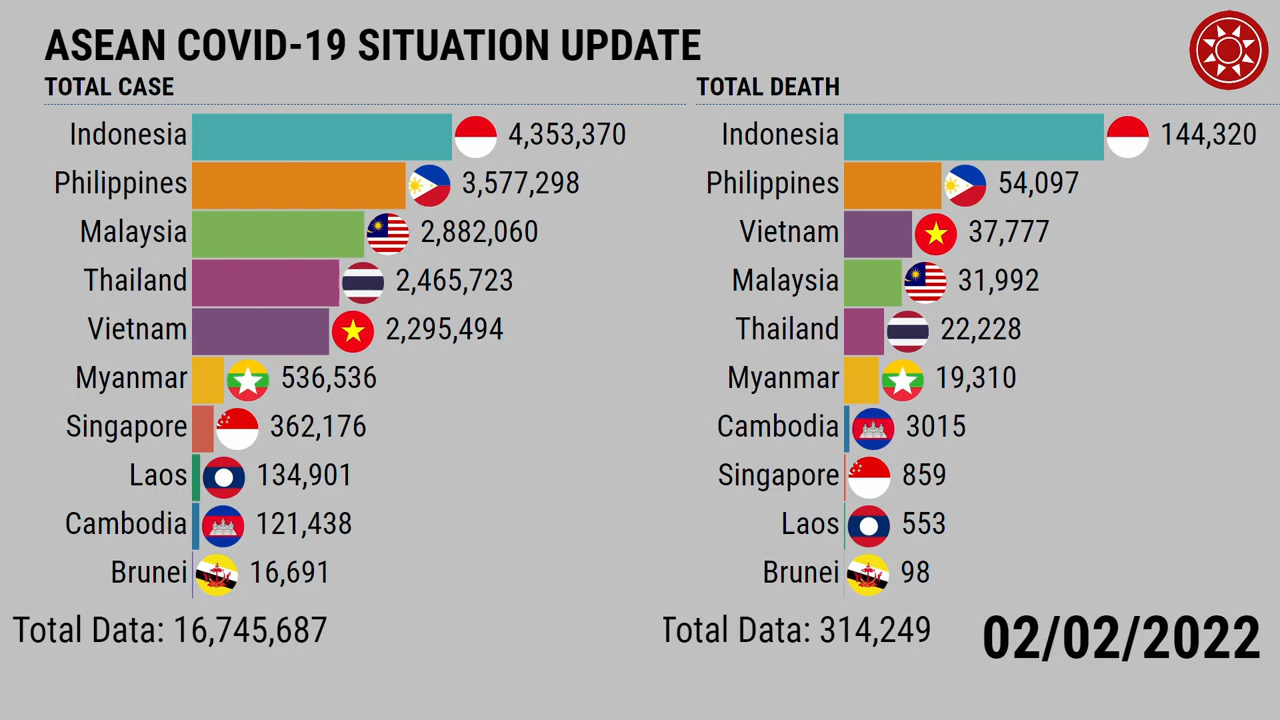 ASEAN COVID-19 SITUATION UPDATE
TOTAL CASE
Indonesia 4,353,370
Philippines 3,577,298
Malaysia 2,882,060
Thailand 2,465,723
Vietnam 2,295,494
Myanmar 536,536
Singapore 362,176
Laos 134,901
Cambodia 121,438
Brunei 16,691
Total Data: 16,745,687
TOTAL DEATH
Indonesia 144,320
Philippines 54,097
Vietnam 37,777
Malaysia 31,992
Thailand 22,228
Myanmar 19,310
Cambodia 3015
Singapore 859
Laos 553
Brunei 98
Total Data: 314,249
02/02/2022